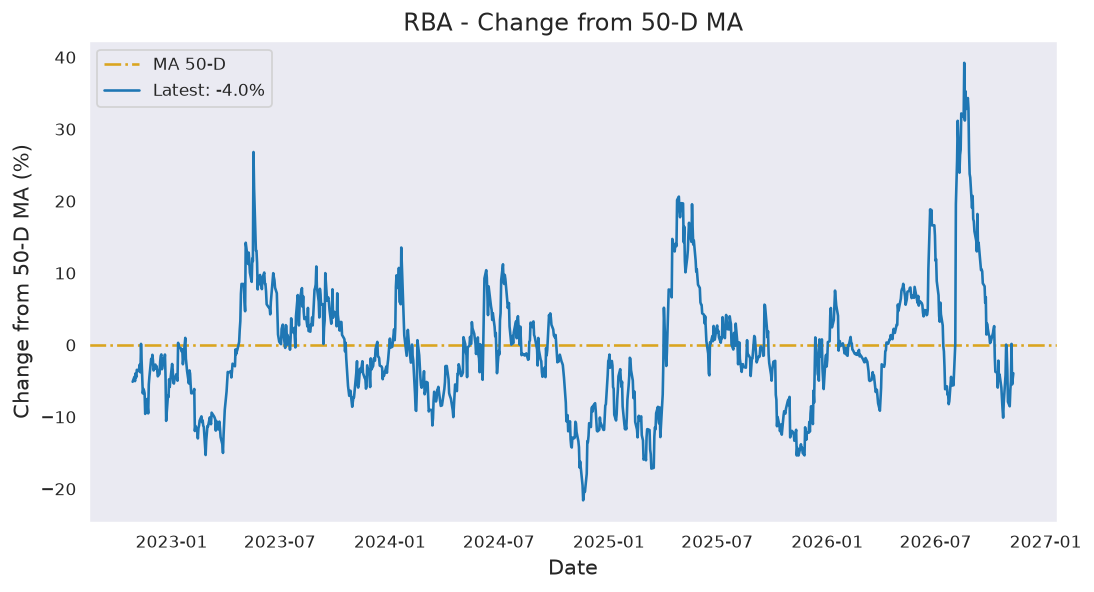 RBA - Change from 50-D MA
MA 50-D
Latest: -4.0%
Change from 50-D MA (%)
40
30
20
10
0
−10
−20
2023-01 2023-07 2024-01 2024-07 2025-01 2025-07 2026-01 2026-07 2027-01
Date